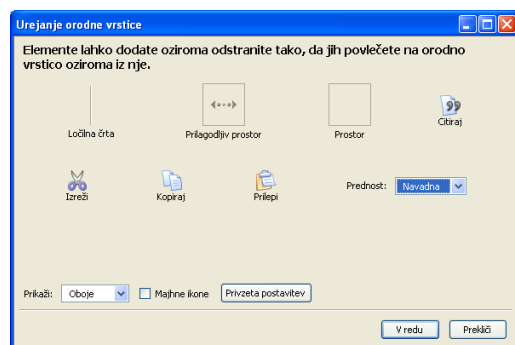 Urejanje orodne vrstice
Elemente lahko dodate oziroma odstranite tako, da jih povlečete na orodno
vrstico oziroma iz nje.
Ločilna črta
Prilagodljiv prostor
Prostor
Citiraj
Izreži
Kopiraj
Prilepi
Prednost: Navadna
Prikaži: Oboje Majhne ikone Privzeta postavitev
V redu Prekliči